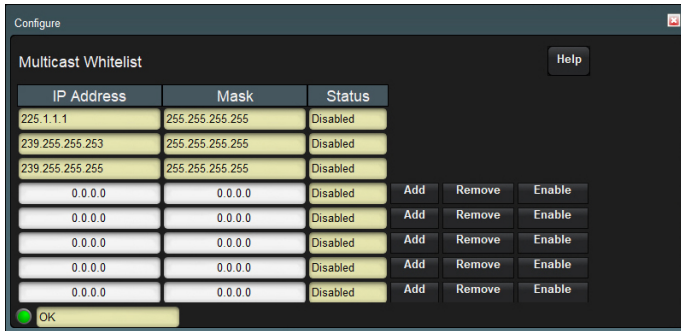 Configure
Multicast Whitelist Help
IP Address Mask Status
225.1.1.1 255.255.255.255 Disabled
239.255.255.253 255.255.255.255 Disabled
239.255.255.255 255.255.255.255 Disabled
0.0.0.0 0.0.0.0 Disabled Add Remove Enable
0.0.0.0 0.0.0.0 Disabled Add Remove Enable
0.0.0.0 0.0.0.0 Disabled Add Remove Enable
0.0.0.0 0.0.0.0 Disabled Add Remove Enable
0.0.0.0 0.0.0.0 Disabled Add Remove Enable
OK